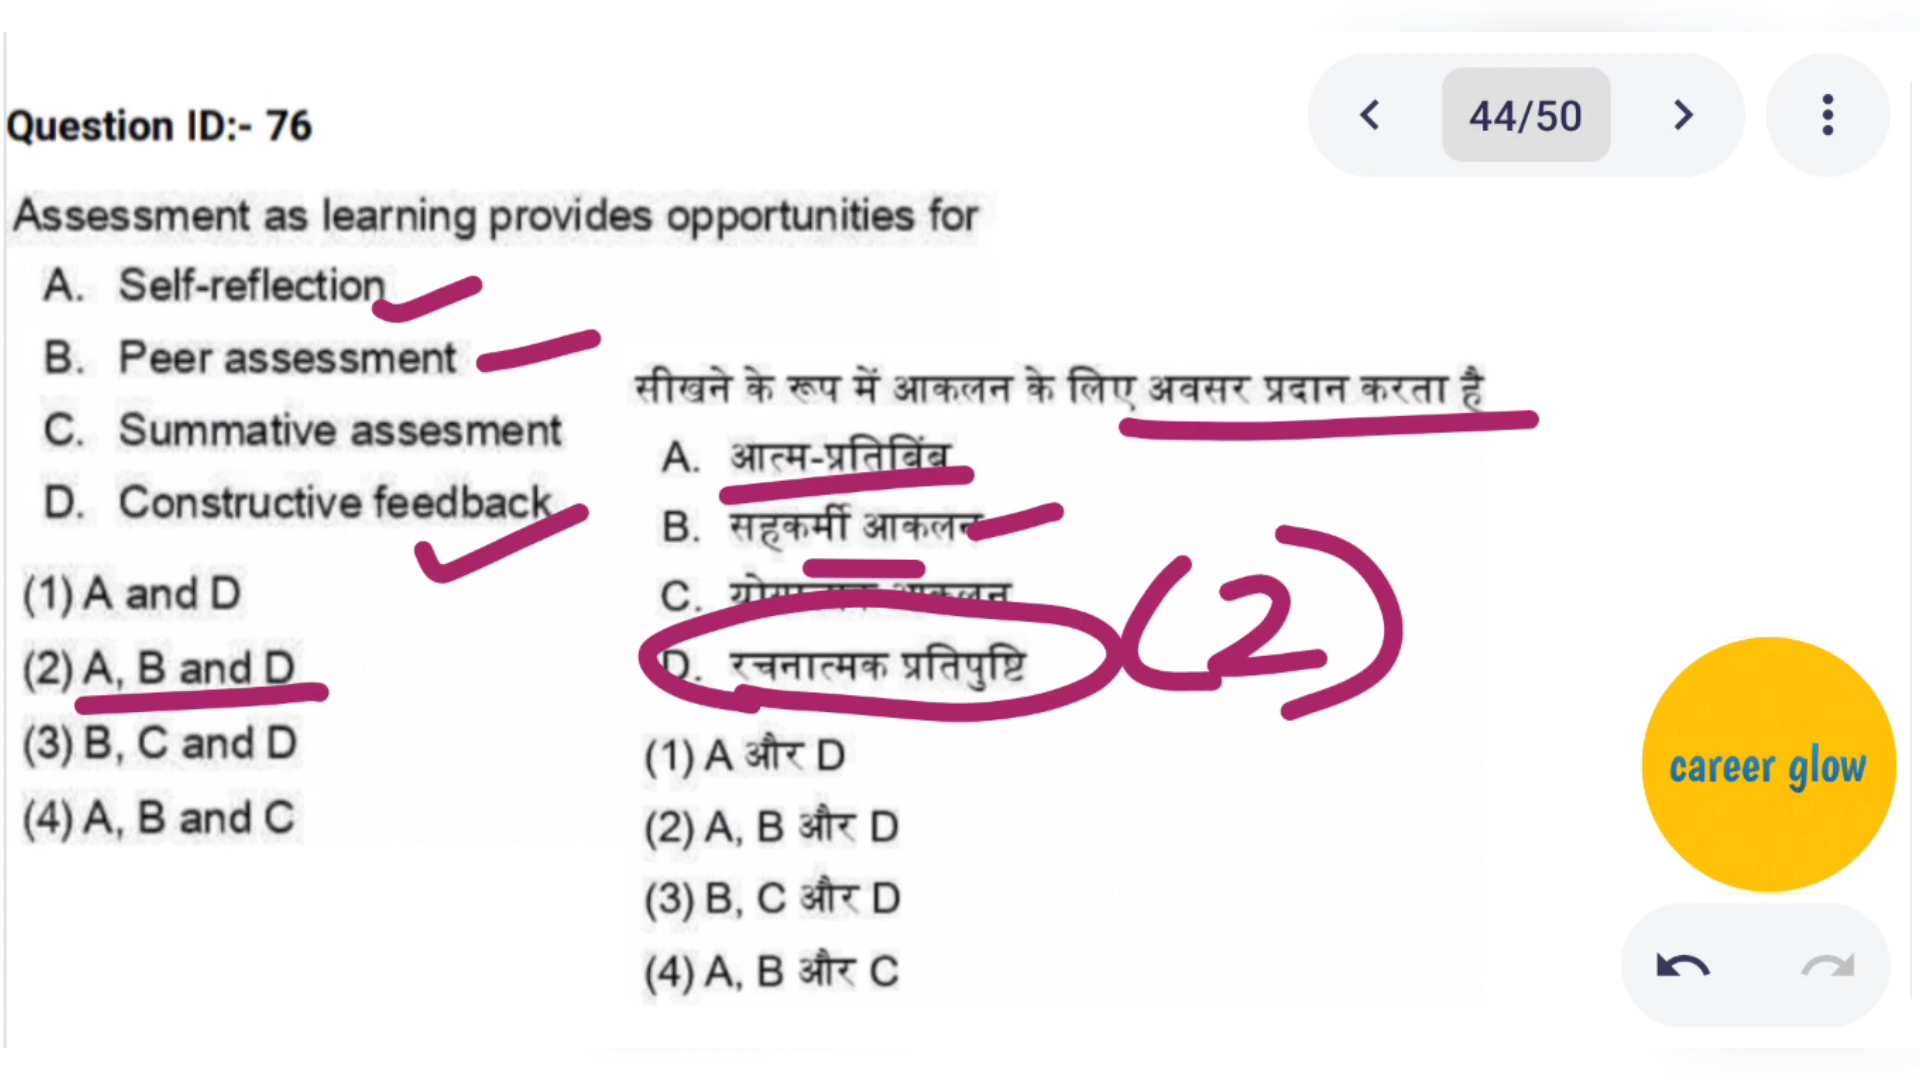 44/50
Question ID:- 76
Assessment as learning provides opportunities for
A. Self-reflection
B. Peer assessment
C. Summative assesment
D. Constructive feedback
(1) A and D
(2) A, B and D
(3) B, C and D
(4) A, B and C
सीखने के रूप में आकलन के लिए अवसर प्रदान करता है
A. आत्म-प्रतिबिंब
B. सहकर्मी आकलन
C. आकलन
D. रचनात्मक प्रतिपुष्टि
(2)
(1) A और D
(2) A, B और D
(3) B, C और D
(4) A, B और C
career glow